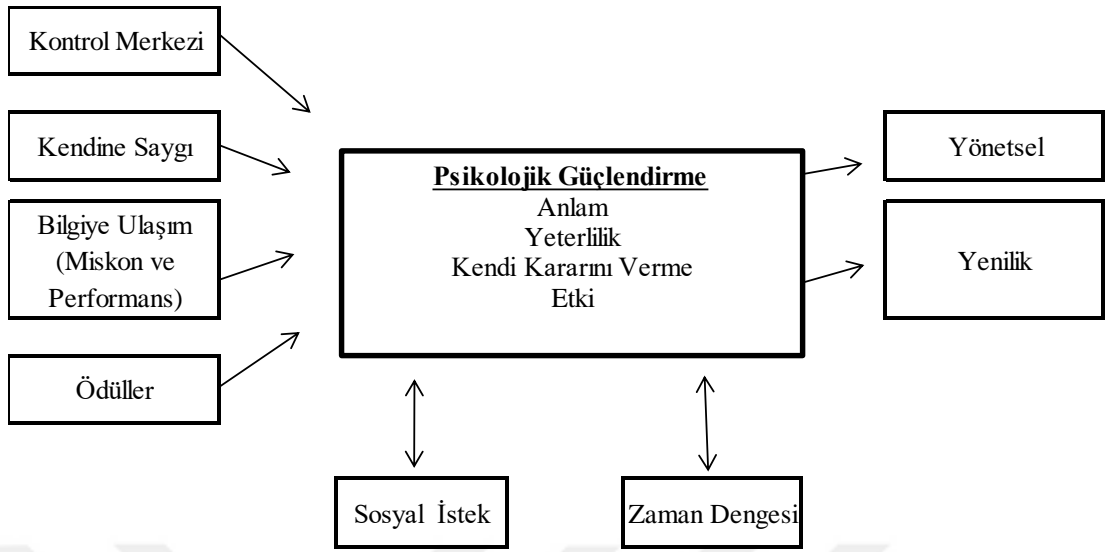 Kontrol Merkezi
Kendine Saygı
Bilgiye Ulaşım
(Miskon ve
Performans)
Ödüller
Psikolojik Güçlendirme
Anlam
Yeterlilik
Kendi Kararını Verme
Etki
Yönetsel
Yenilik
Sosyal İstek
Zaman Dengesi